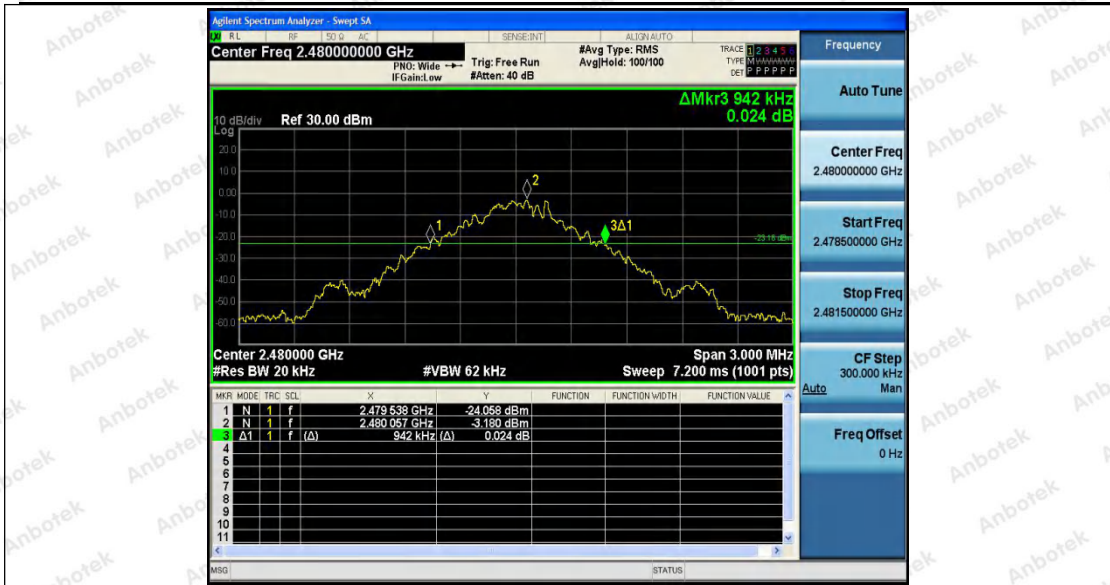 Agilent Spectrum Analyzer - Swept SA
LXI RL RF 50 Ω AC SENSE:INT ALIGN AUTO
Center Freq 2.480000000 GHz
PNO: Wide
IFGain:Low
Trig: Free Run
#Atten: 40 dB
#Avg Type: RMS
Avg|Hold: 100/100
TRACE 1 2 3 4 5 6
TYPE M
DET P P P P P P
ΔMkr3 942 kHz
0.024 dB
10 dB/div Ref 30.00 dBm
Log
20.0
10.0
0.00
-10.0
-20.0
-30.0
-40.0
-50.0
-60.0
1
2
3Δ1
-23.18 dBm
Center 2.480000 GHz Span 3.000 MHz
#Res BW 20 kHz #VBW 62 kHz Sweep 7.200 ms (1001 pts)
MKR MODE TRC SCL X Y FUNCTION FUNCTION WIDTH FUNCTION VALUE
1 N 1 f 2.479 538 GHz -24.058 dBm
2 N 1 f 2.480 057 GHz -3.180 dBm
3 Δ1 1 f (Δ) 942 kHz (Δ) 0.024 dB
4
5
6
7
8
9
10
11
MSG STATUS
Frequency
Auto Tune
Center Freq
2.480000000 GHz
Start Freq
2.478500000 GHz
Stop Freq
2.481500000 GHz
CF Step
300.000 kHz
Auto Man
Freq Offset
0 Hz
Anbotek